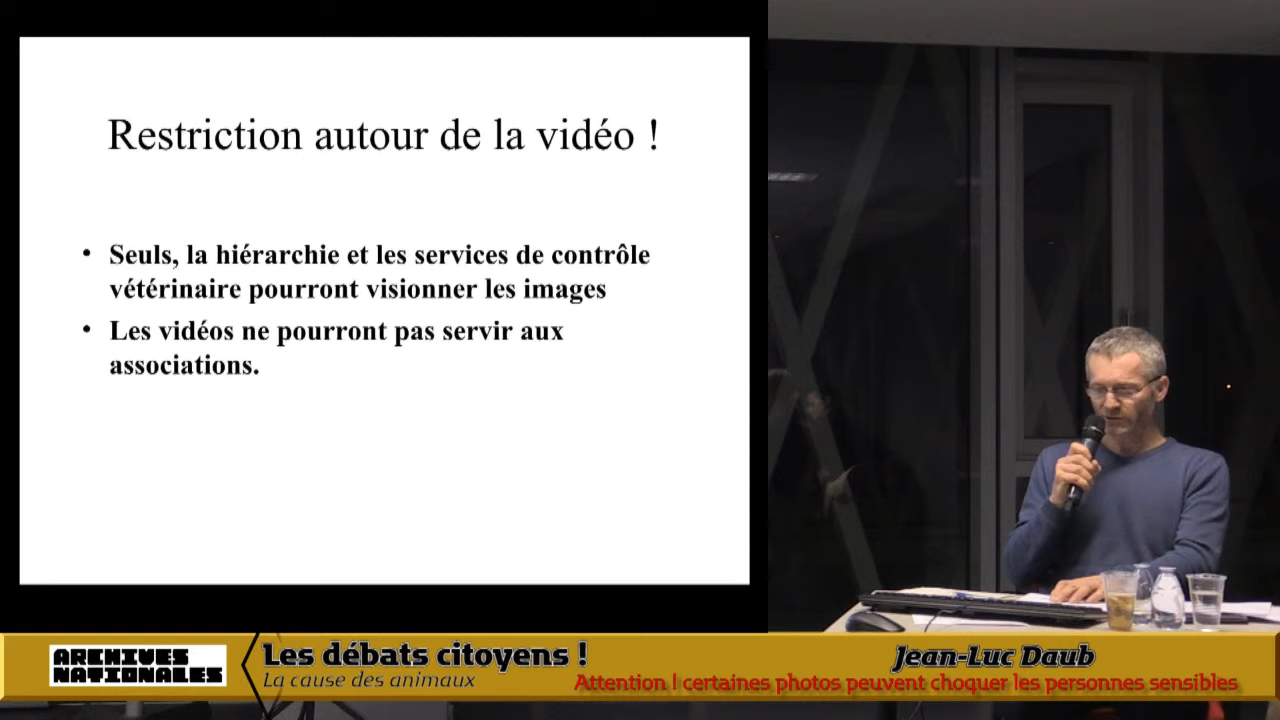 Restriction autour de la vidéo !
• Seuls, la hiérarchie et les services de contrôle
vétérinaire pourront visionner les images
• Les vidéos ne pourront pas servir aux
associations.
ARCHIVES
NATIONALES
Les débats citoyens !
La cause des animaux
Jean-Luc Daub
Attention ! certaines photos peuvent choquer les personnes sensibles